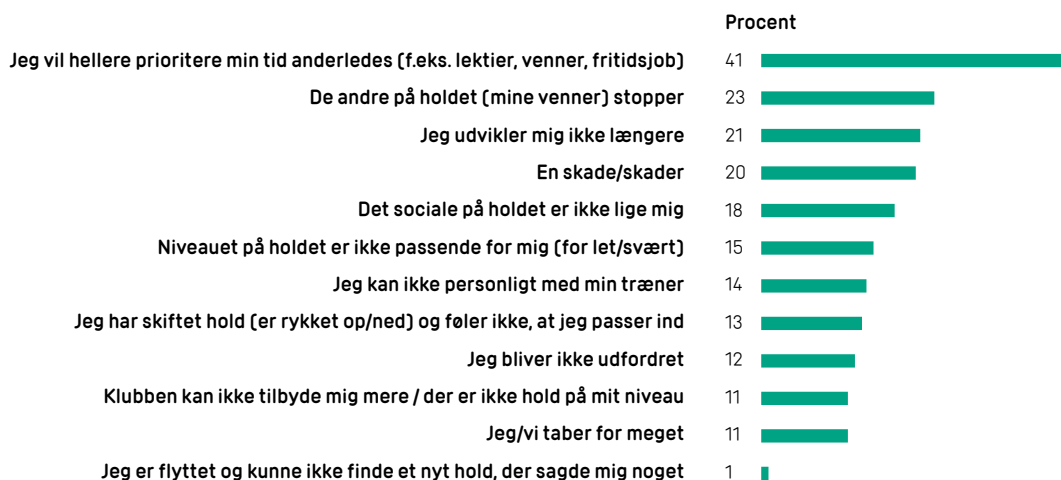 Procent
Jeg vil hellere prioritere min tid anderledes (f.eks. lektier, venner, fritidsjob) 41
De andre på holdet (mine venner) stopper 23
Jeg udvikler mig ikke længere 21
En skade/skader 20
Det sociale på holdet er ikke lige mig 18
Niveauet på holdet er ikke passende for mig (for let/svært) 15
Jeg kan ikke personligt med min træner 14
Jeg har skiftet hold (er rykket op/ned) og føler ikke, at jeg passer ind 13
Jeg bliver ikke udfordret 12
Klubben kan ikke tilbyde mig mere / der er ikke hold på mit niveau 11
Jeg/vi taber for meget 11
Jeg er flyttet og kunne ikke finde et nyt hold, der sagde mig noget 1